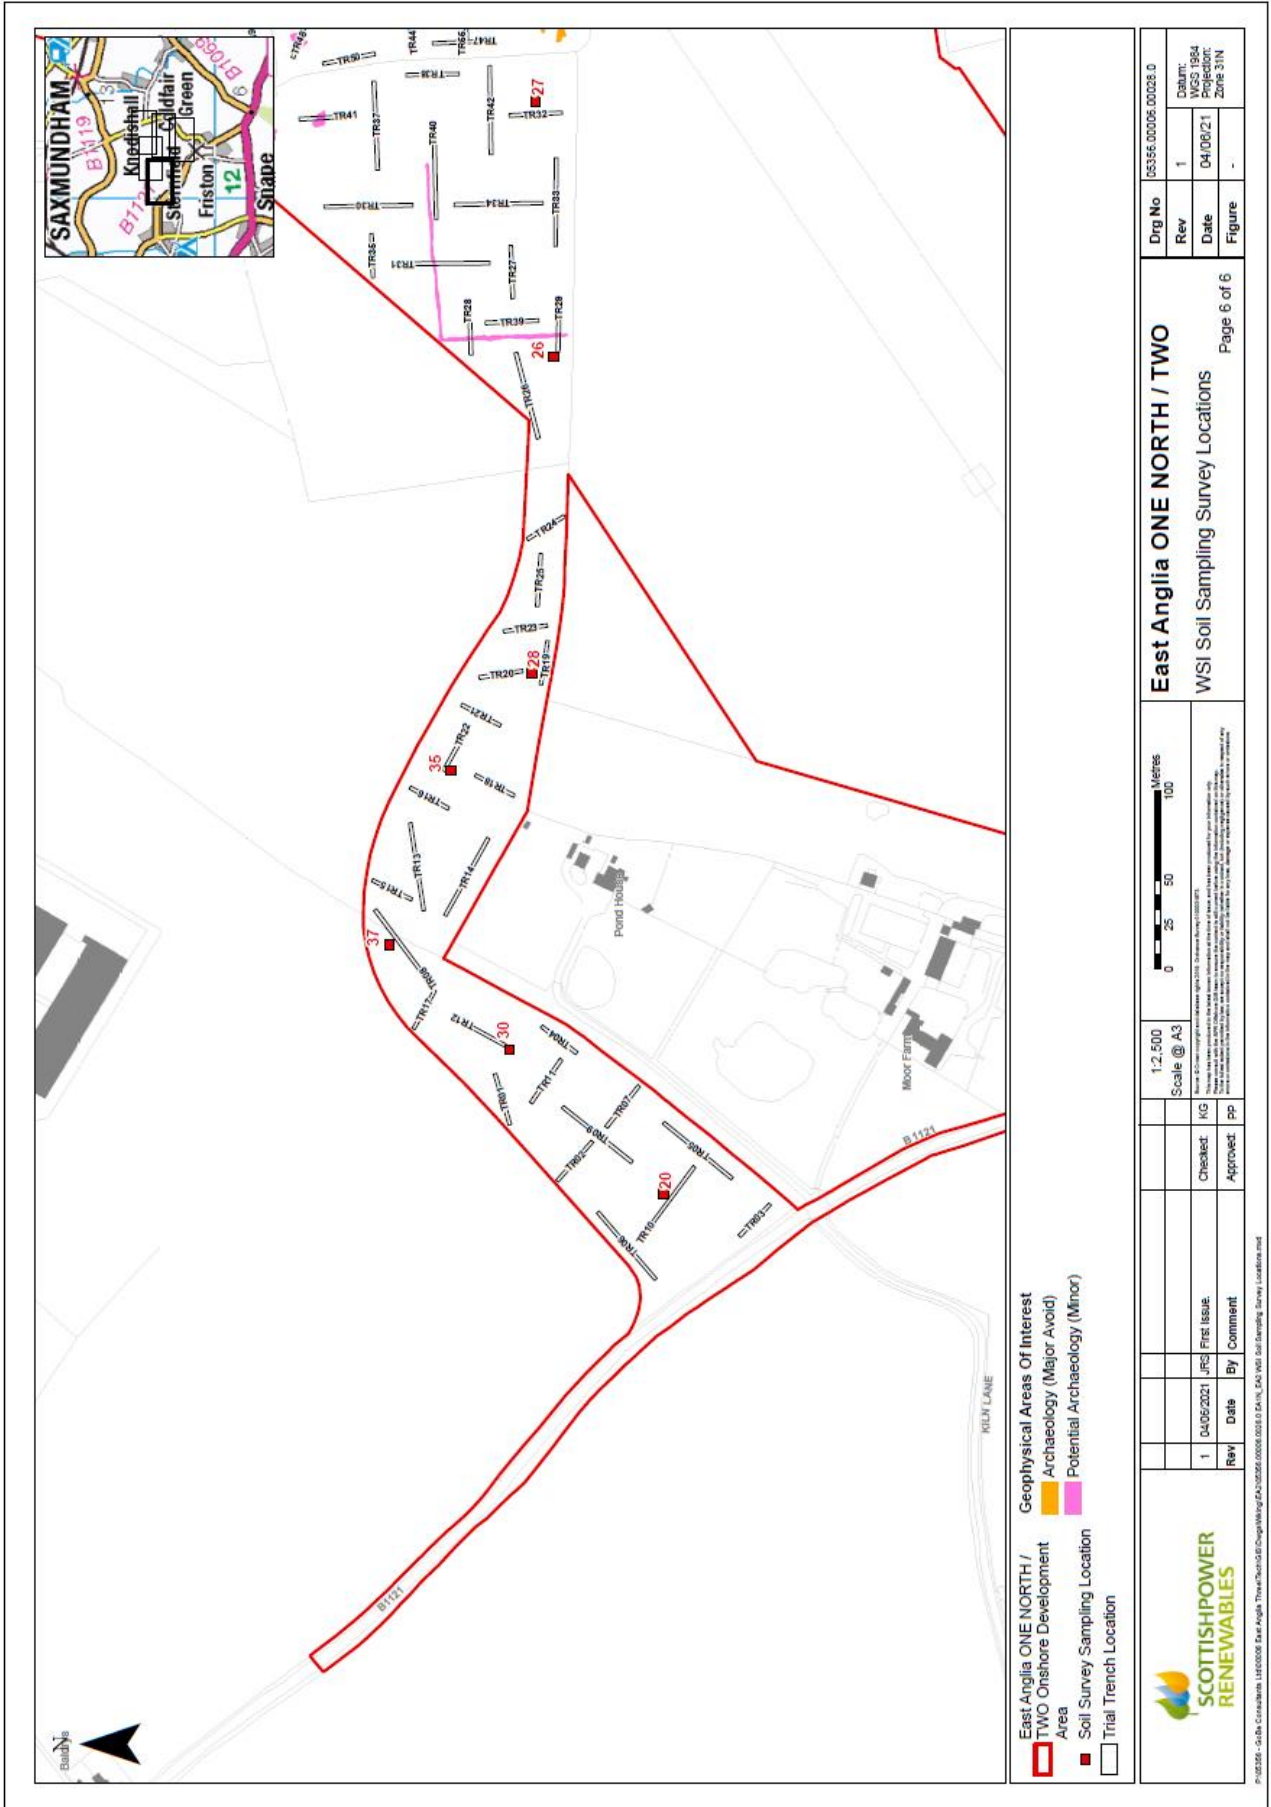 N
Baldrys
SAXMUNDHAM
B1119
B1069
13
Knodishall
Coldfair
Green
B1121
Sternfield
Friston
12
6
Snape
TR48
TR50
TR44
TR66
TR47
TR38
TR41
TR37
TR40
TR42
TR32
27
TR30
TR34
TR33
TR35
TR31
TR27
TR28
TR39
TR29
26
TR26
TR24
TR25
TR23
TR20
28
TR19
TR21
TR22
35
TR18
TR16
TR13
TR14
TR15
37
TR08
TR17
TR12
30
TR04
TR01
TR11
TR07
TR09
TR02
TR05
20
TR10
TR06
TR03
Pond House
Moor Farm
B1121
B1121
KILN LANE
East Anglia ONE NORTH /
TWO Onshore Development
Area
Soil Survey Sampling Location
Trial Trench Location
Geophysical Areas Of Interest
Archaeology (Major Avoid)
Potential Archaeology (Minor)
SCOTTISHPOWER
RENEWABLES
1 04/06/2021 JRS First Issue.
Rev Date By Comment
Checked: KG
Approved: PP
1:2,500
Scale @ A3
0 25 50 100 Metres
East Anglia ONE NORTH / TWO
WSI Soil Sampling Survey Locations
Page 6 of 6
Drg No 05356.00006.00028.0
Rev 1
Date 04/06/21
Figure -
Datum:
WGS 1984
Projection:
Zone 31N